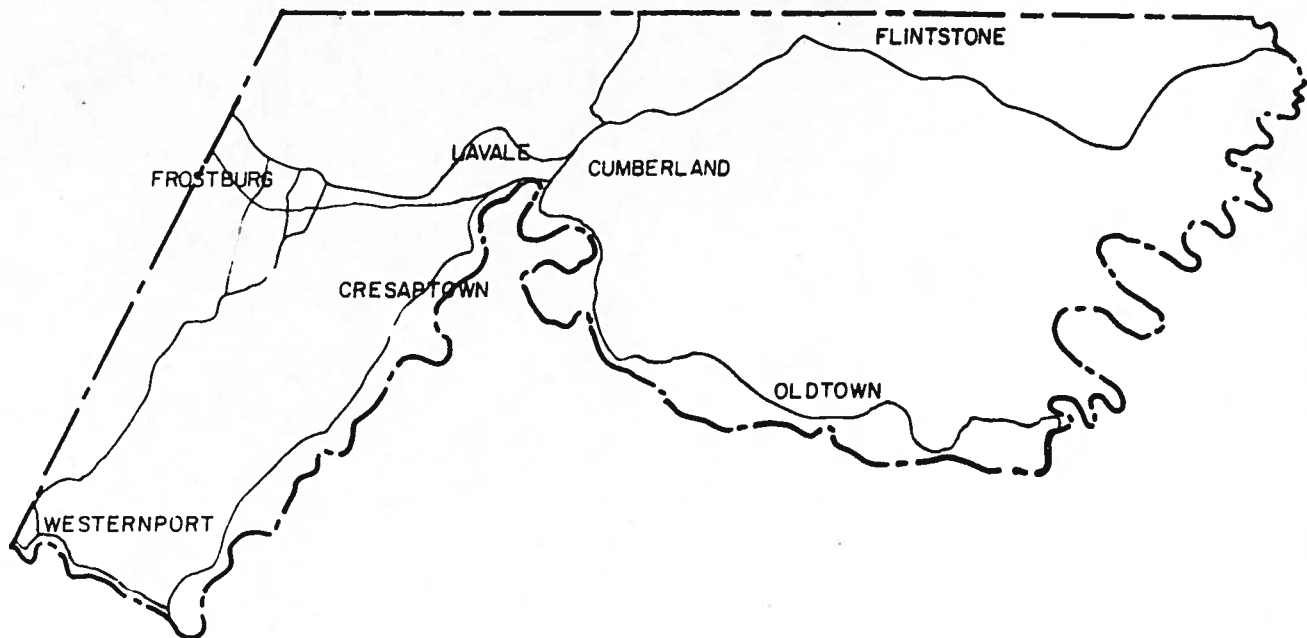 FLINTSTONE
LAVALE
CUMBERLAND
FROSTBURG
CRESAPTOWN
OLDTOWN
WESTERNPORT